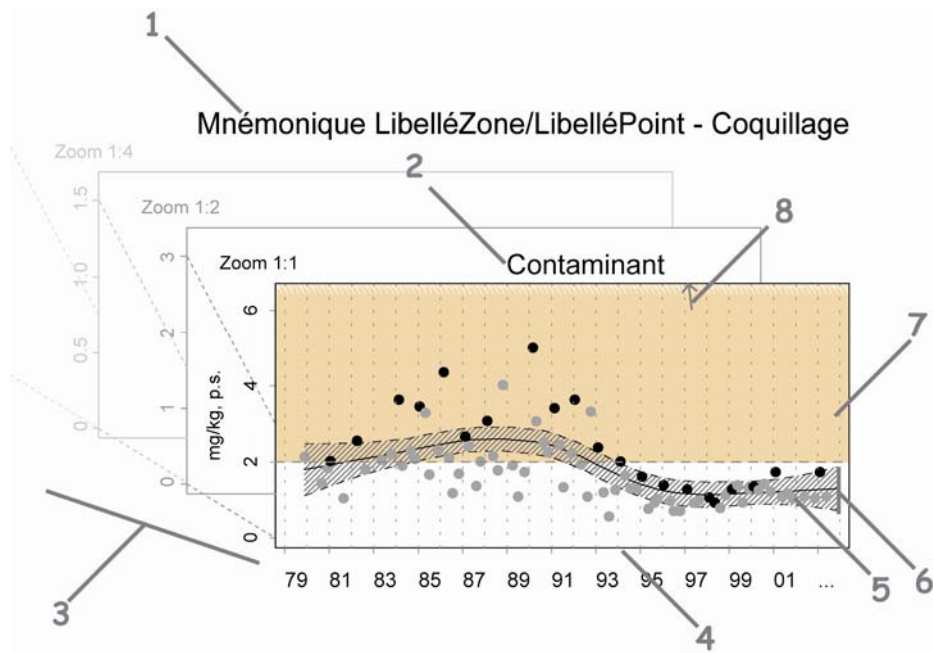 1
Mnémonique LibelléZone/LibelléPoint - Coquillage
Zoom 1:4
2
1.5
1.0
0.5
0
Zoom 1:2
3
2
1
0
8
Zoom 1:1
Contaminant
7
mg/kg, p.s.
6
4
2
0
79 81 83 85 87 89 91 93 95 97 99 01 ...
3
4
5
6